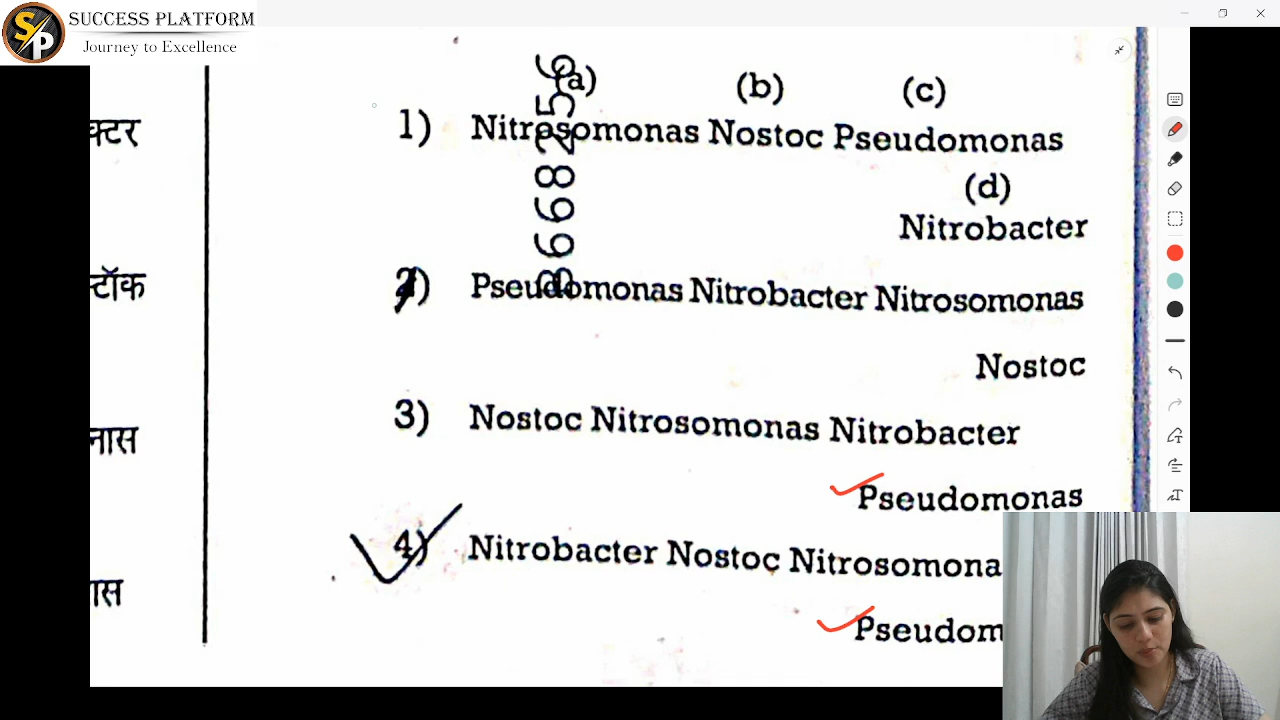 SUCCESS PLATFORM
Journey to Excellence
SP
(a) (b) (c)
1) Nitrosomonas Nostoc Pseudomonas
(d)
Nitrobacter
2) Pseudomonas Nitrobacter Nitrosomonas
Nostoc
3) Nostoc Nitrosomonas Nitrobacter
Pseudomonas
4) Nitrobacter Nostoc Nitrosomona
Pseudom
क्टर
स्टॉक
नास
ास